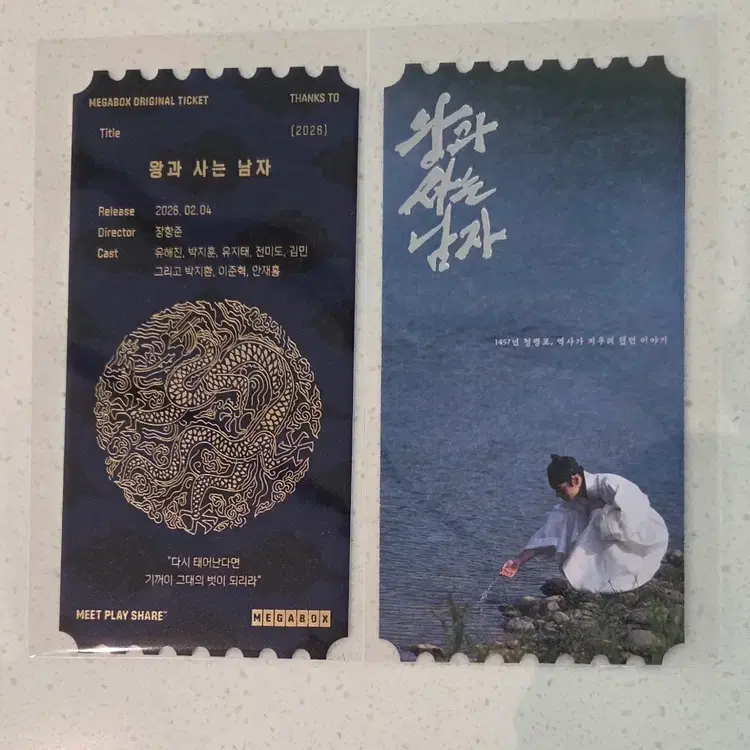 MEGABOX ORIGINAL TICKET
THANKS TO
Title
(2026)
왕과 사는 남자
Release 2026. 02. 04
Director 장항준
Cast 유해진, 박지훈, 유지태, 전미도, 김민
그리고 박지환, 이준혁, 안재홍
"다시 태어난다면
기꺼이 그대의 벗이 되리라"
MEET PLAY SHARE™
MEGABOX
왕과
사는
남자
1457년 청령포, 역사가 지우려 했던 이야기